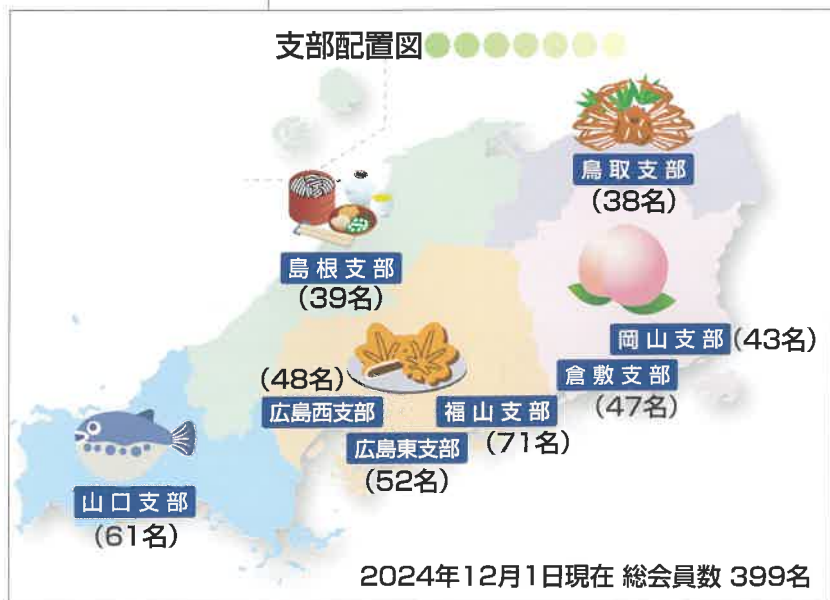 支部配置図
鳥取支部
(38名)
島根支部
(39名)
岡山支部(43名)
倉敷支部
(47名)
(48名)
広島西支部
福山支部
(71名)
広島東支部
(52名)
山口支部
(61名)
2024年12月1日現在 総会員数 399名